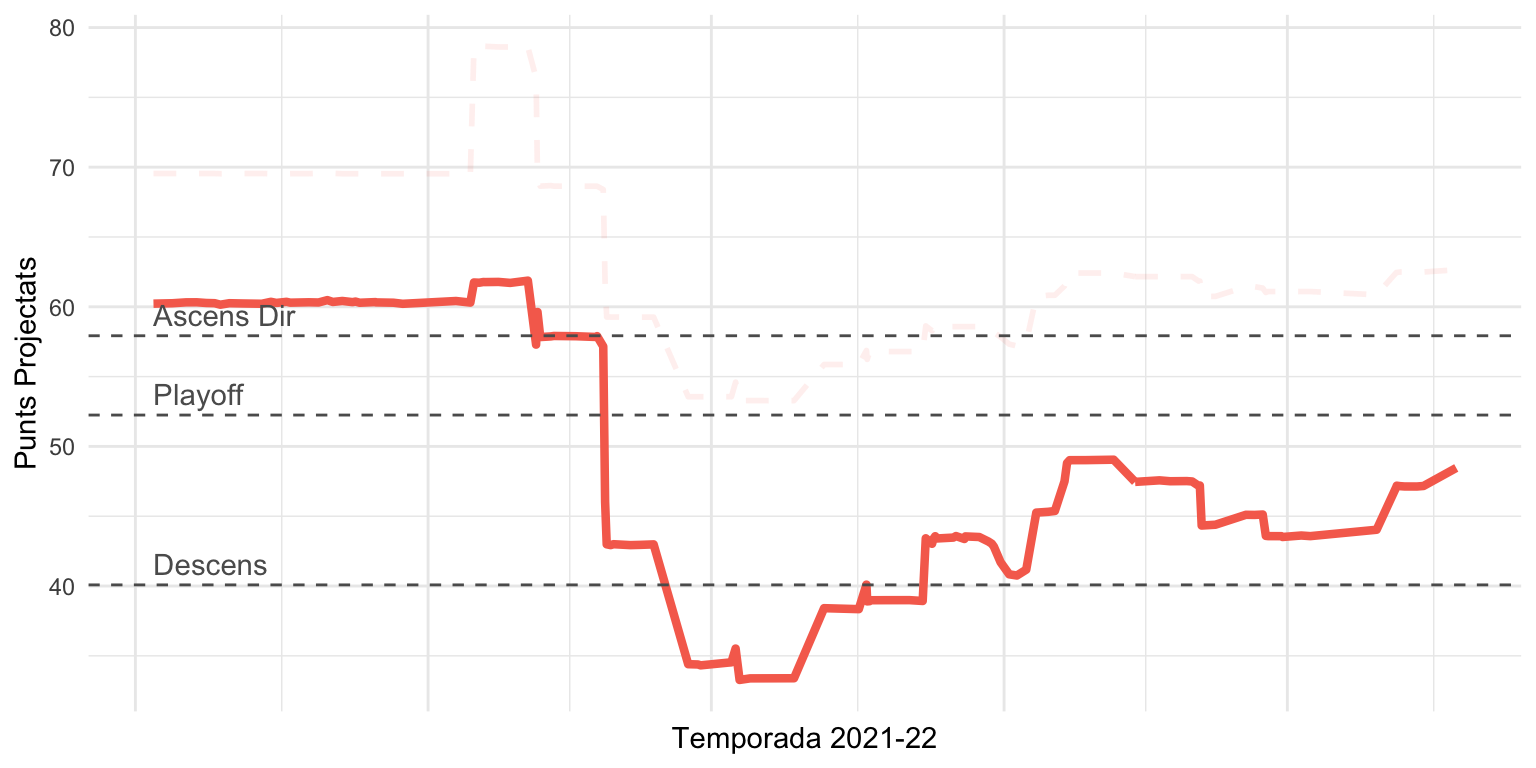 80
70
60
50
40
Punts Projectats
Ascens Dir
Playoff
Descens
Temporada 2021-22